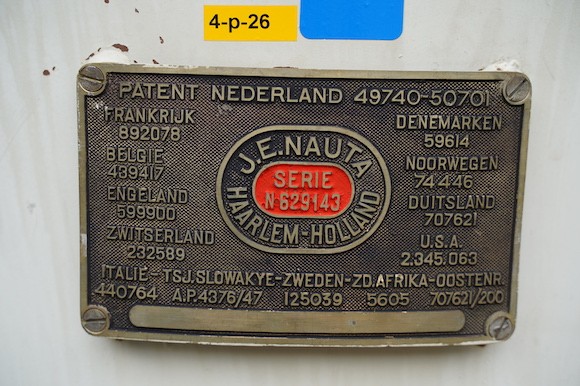 4-p-26
PATENT NEDERLAND 49740-50701
FRANKRIJK
892078
BELGIE
439417
ENGELAND
599900
ZWITSERLAND
232589
J.E.NAUTA
SERIE
No 629143
HAARLEM-HOLLAND
DENEMARKEN
59614
NOORWEGEN
74446
DUITSLAND
707621
U.S.A.
2.345.063
ITALIE-TSJ.SLOWAKYE-ZWEDEN-ZD.AFRIKA-OOSTENR.
440764 A.P.4376/47 125039 5605 707621/200